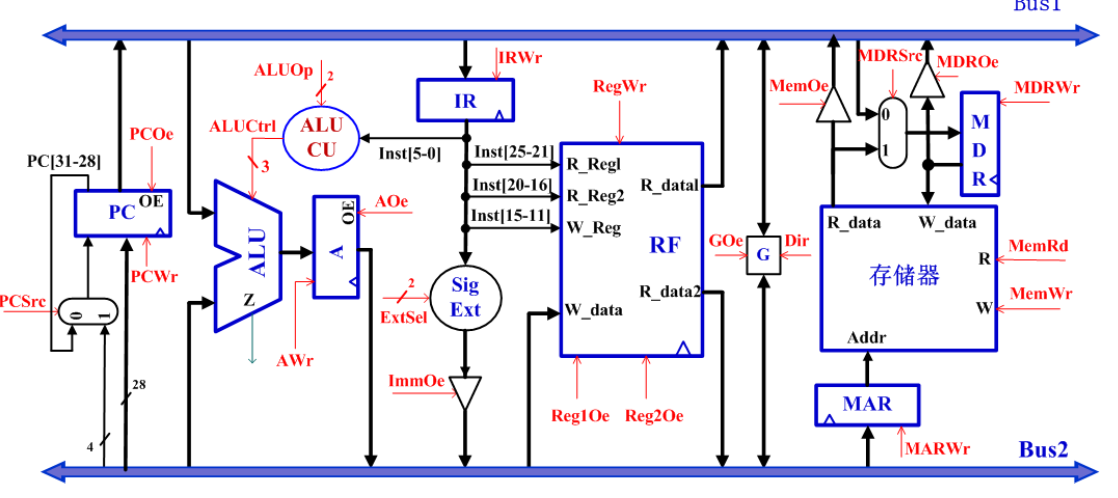 Bus1
MDRSrc
MDROe
IRWr
ALUOp
2
MemOe
RegWr
MDRWr
IR
0
1
M
D
R
ALU
CU
ALUCtrl
PCOe
Inst[5-0]
Inst[25-21]
R_Reg1
PC[31-28]
3
Inst[20-16]
R_Reg2
R_data1
OE
PC
OE
AOe
Inst[15-11]
W_Reg
R_data
W_data
RF
GOe
G
Dir
ALU
A
MemRd
R
存储器
PCWr
2
Sig
Ext
R_data2
MemWr
W
PCSrc
0
1
Z
ExtSel
W_data
Addr
AWr
ImmOe
28
MAR
Reg1Oe
Reg2Oe
4
MARWr
Bus2